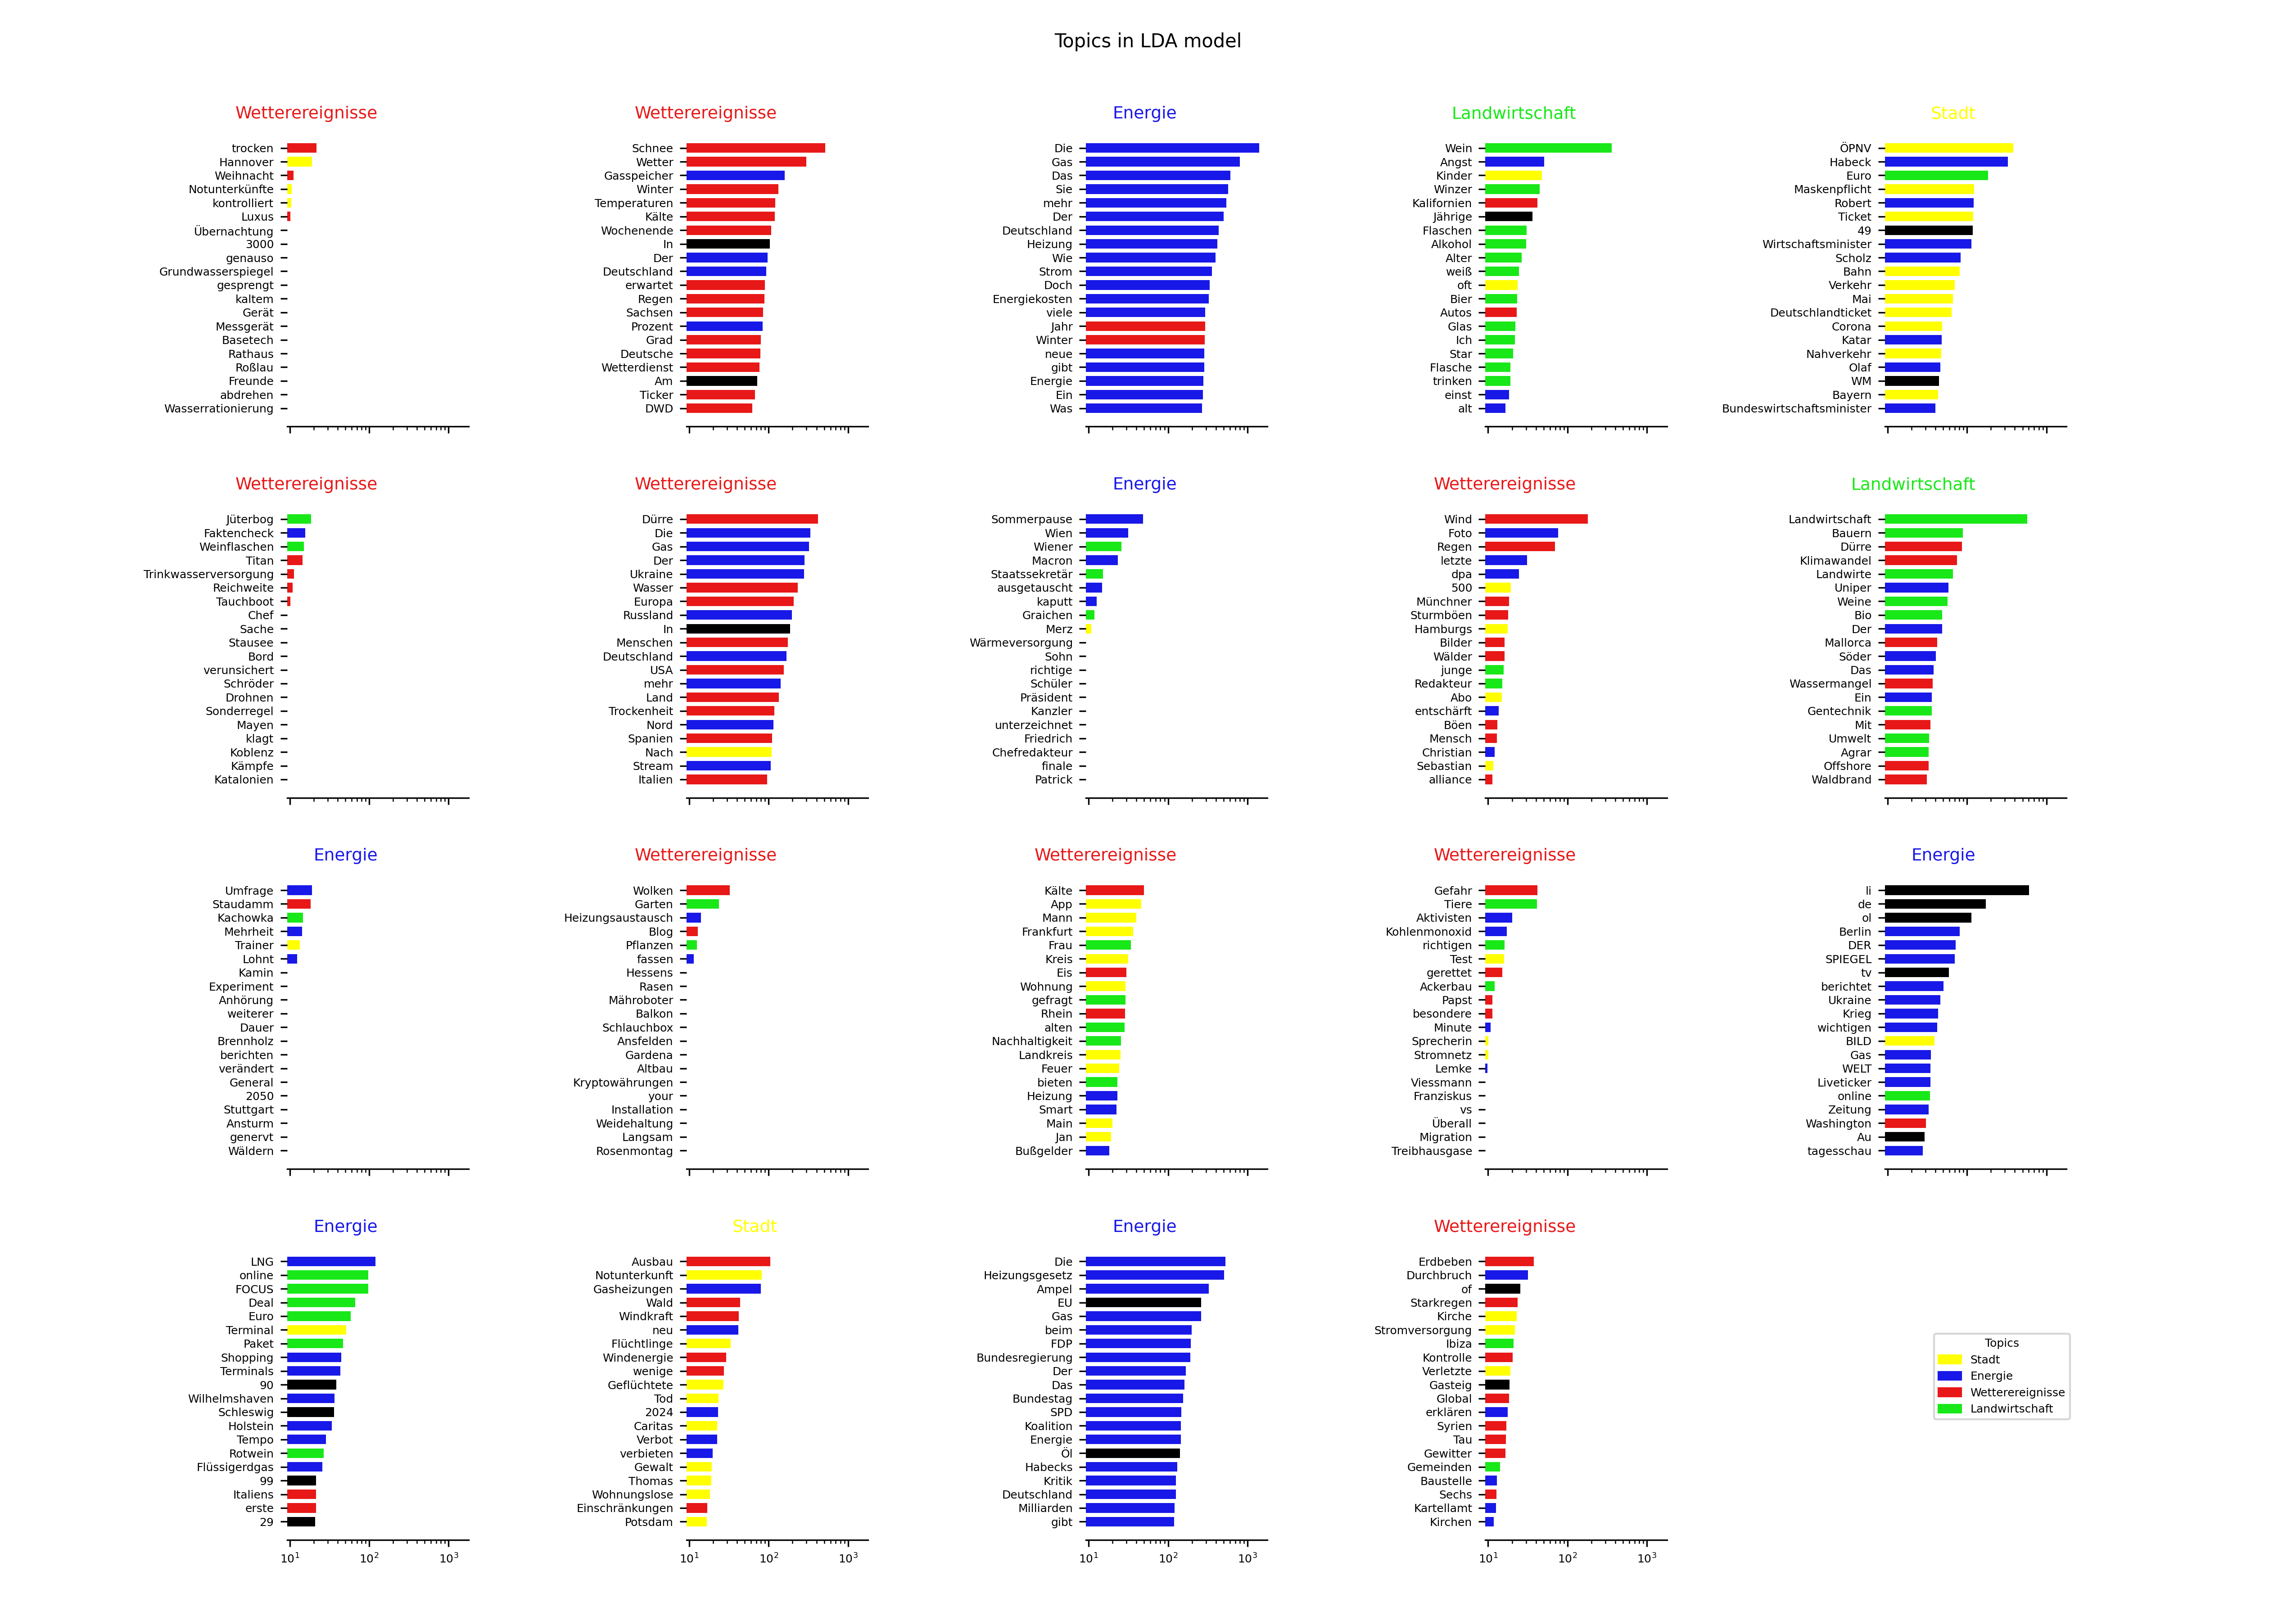 Topics in LDA model
Wetterereignisse
trocken
Hannover
Weihnacht
Notunterkünfte
kontrolliert
Luxus
Übernachtung
3000
genauso
Grundwasserspiegel
gesprengt
kaltem
Gerät
Messgerät
Basetech
Rathaus
Roßlau
Freunde
abdrehen
Wasserrationierung
Wetterereignisse
Schnee
Wetter
Gasspeicher
Winter
Temperaturen
Kälte
Wochenende
In
Der
Deutschland
erwartet
Regen
Sachsen
Prozent
Grad
Deutsche
Wetterdienst
Am
Ticker
DWD
Energie
Die
Gas
Das
Sie
mehr
Der
Deutschland
Heizung
Wie
Strom
Doch
Energiekosten
viele
Jahr
Winter
neue
gibt
Energie
Ein
Was
Landwirtschaft
Wein
Angst
Kinder
Winzer
Kalifornien
Jährige
Flaschen
Alkohol
Alter
weiß
oft
Bier
Autos
Glas
Ich
Star
Flasche
trinken
einst
alt
Stadt
ÖPNV
Habeck
Euro
Maskenpflicht
Robert
Ticket
49
Wirtschaftsminister
Scholz
Bahn
Verkehr
Mai
Deutschlandticket
Corona
Katar
Nahverkehr
Olaf
WM
Bayern
Bundeswirtschaftsminister
Wetterereignisse
Jüterbog
Faktencheck
Weinflaschen
Titan
Trinkwasserversorgung
Reichweite
Tauchboot
Chef
Sache
Stausee
Bord
verunsichert
Schröder
Drohnen
Sonderregel
Mayen
klagt
Koblenz
Kämpfe
Katalonien
Wetterereignisse
Dürre
Die
Gas
Der
Ukraine
Wasser
Europa
Russland
In
Menschen
Deutschland
USA
mehr
Land
Trockenheit
Nord
Spanien
Nach
Stream
Italien
Energie
Sommerpause
Wien
Wiener
Macron
Staatssekretär
ausgetauscht
kaputt
Graichen
Merz
Wärmeversorgung
Sohn
richtige
Schüler
Präsident
Kanzler
unterzeichnet
Friedrich
Chefredakteur
finale
Patrick
Wetterereignisse
Wind
Foto
Regen
letzte
dpa
500
Münchner
Sturmböen
Hamburgs
Bilder
Wälder
junge
Redakteur
Abo
entschärft
Böen
Mensch
Christian
Sebastian
alliance
Landwirtschaft
Landwirtschaft
Bauern
Dürre
Klimawandel
Landwirte
Uniper
Weine
Bio
Der
Mallorca
Söder
Das
Wassermangel
Ein
Gentechnik
Mit
Umwelt
Agrar
Offshore
Waldbrand
Energie
Umfrage
Staudamm
Kachowka
Mehrheit
Trainer
Lohnt
Kamin
Experiment
Anhörung
weiterer
Dauer
Brennholz
berichten
verändert
General
2050
Stuttgart
Ansturm
genervt
Wäldern
Wetterereignisse
Wolken
Garten
Heizungsaustausch
Blog
Pflanzen
fassen
Hessens
Rasen
Mähroboter
Balkon
Schlauchbox
Ansfelden
Gardena
Altbau
Kryptowährungen
your
Installation
Weidehaltung
Langsam
Rosenmontag
Wetterereignisse
Kälte
App
Mann
Frankfurt
Frau
Kreis
Eis
Wohnung
gefragt
Rhein
alten
Nachhaltigkeit
Landkreis
Feuer
bieten
Heizung
Smart
Main
Jan
Bußgelder
Wetterereignisse
Gefahr
Tiere
Aktivisten
Kohlenmonoxid
richtigen
Test
gerettet
Ackerbau
Papst
besondere
Minute
Sprecherin
Stromnetz
Lemke
Viessmann
Franziskus
vs
Überall
Migration
Treibhausgase
Energie
li
de
ol
Berlin
DER
SPIEGEL
tv
berichtet
Ukraine
Krieg
wichtigen
BILD
Gas
WELT
Liveticker
online
Zeitung
Washington
Au
tagesschau
Energie
LNG
online
FOCUS
Deal
Euro
Terminal
Paket
Shopping
Terminals
90
Wilhelmshaven
Schleswig
Holstein
Tempo
Rotwein
Flüssigerdgas
99
Italiens
erste
29
10¹ 10² 10³
Stadt
Ausbau
Notunterkunft
Gasheizungen
Wald
Windkraft
neu
Flüchtlinge
Windenergie
wenige
Geflüchtete
Tod
2024
Caritas
Verbot
verbieten
Gewalt
Thomas
Wohnungslose
Einschränkungen
Potsdam
10¹ 10² 10³
Energie
Die
Heizungsgesetz
Ampel
EU
Gas
beim
FDP
Bundesregierung
Der
Das
Bundestag
SPD
Koalition
Energie
Öl
Habecks
Kritik
Deutschland
Milliarden
gibt
10¹ 10² 10³
Wetterereignisse
Erdbeben
Durchbruch
of
Starkregen
Kirche
Stromversorgung
Ibiza
Kontrolle
Verletzte
Gasteig
Global
erklären
Syrien
Tau
Gewitter
Gemeinden
Baustelle
Sechs
Kartellamt
Kirchen
10¹ 10² 10³
Topics
Stadt
Energie
Wetterereignisse
Landwirtschaft